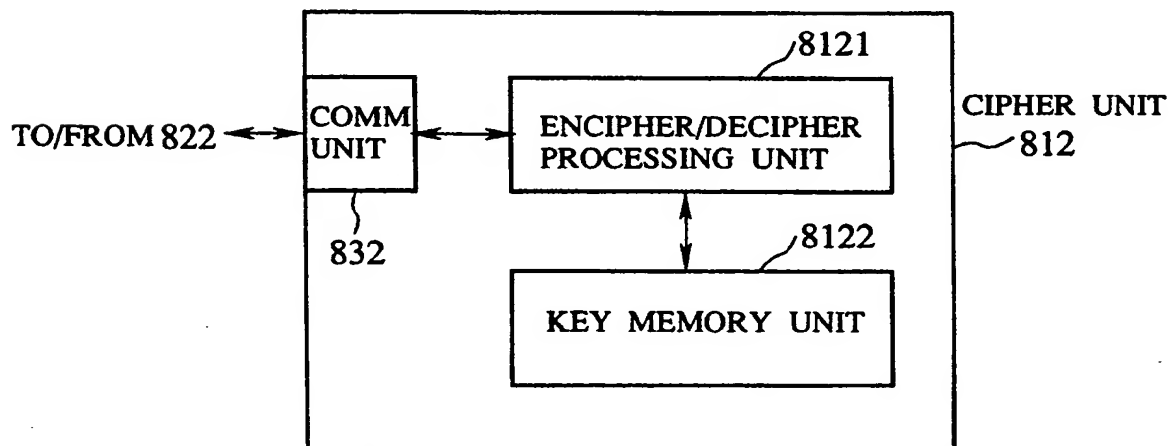 8121
COMM
UNIT
ENCIPHER/DECIPHER
PROCESSING UNIT
CIPHER UNIT
812
TO/FROM 822
832
8122
KEY MEMORY UNIT